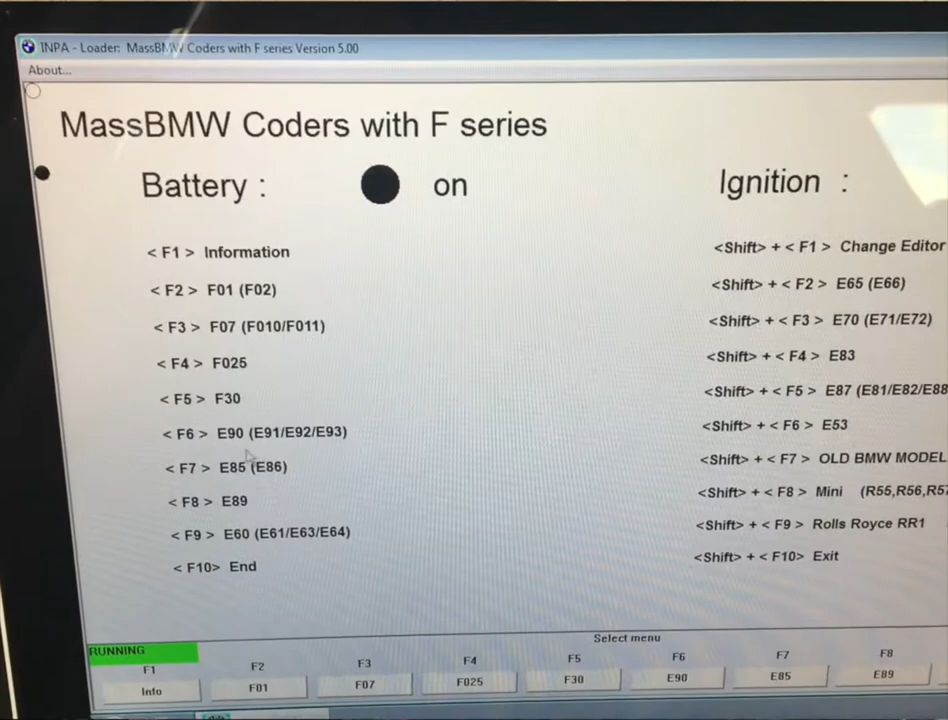 INPA - Loader: MassBMW Coders with F series Version 5.00
About...
MassBMW Coders with F series
Battery : on
Ignition :
< F1 > Information
< F2 > F01 (F02)
< F3 > F07 (F010/F011)
< F4 > F025
< F5 > F30
< F6 > E90 (E91/E92/E93)
< F7 > E85 (E86)
< F8 > E89
< F9 > E60 (E61/E63/E64)
< F10> End
<Shift> + < F1 > Change Editor
<Shift> + < F2 > E65 (E66)
<Shift> + < F3 > E70 (E71/E72)
<Shift> + < F4 > E83
<Shift> + < F5 > E87 (E81/E82/E88
<Shift> + < F6 > E53
<Shift> + < F7 > OLD BMW MODEL
<Shift> + < F8 > Mini (R55,R56,R57
<Shift> + < F9 > Rolls Royce RR1
<Shift> + < F10> Exit
RUNNING
Select menu
F1 F2 F3 F4 F5 F6 F7 F8
Info F01 F07 F025 F30 E90 E85 E89